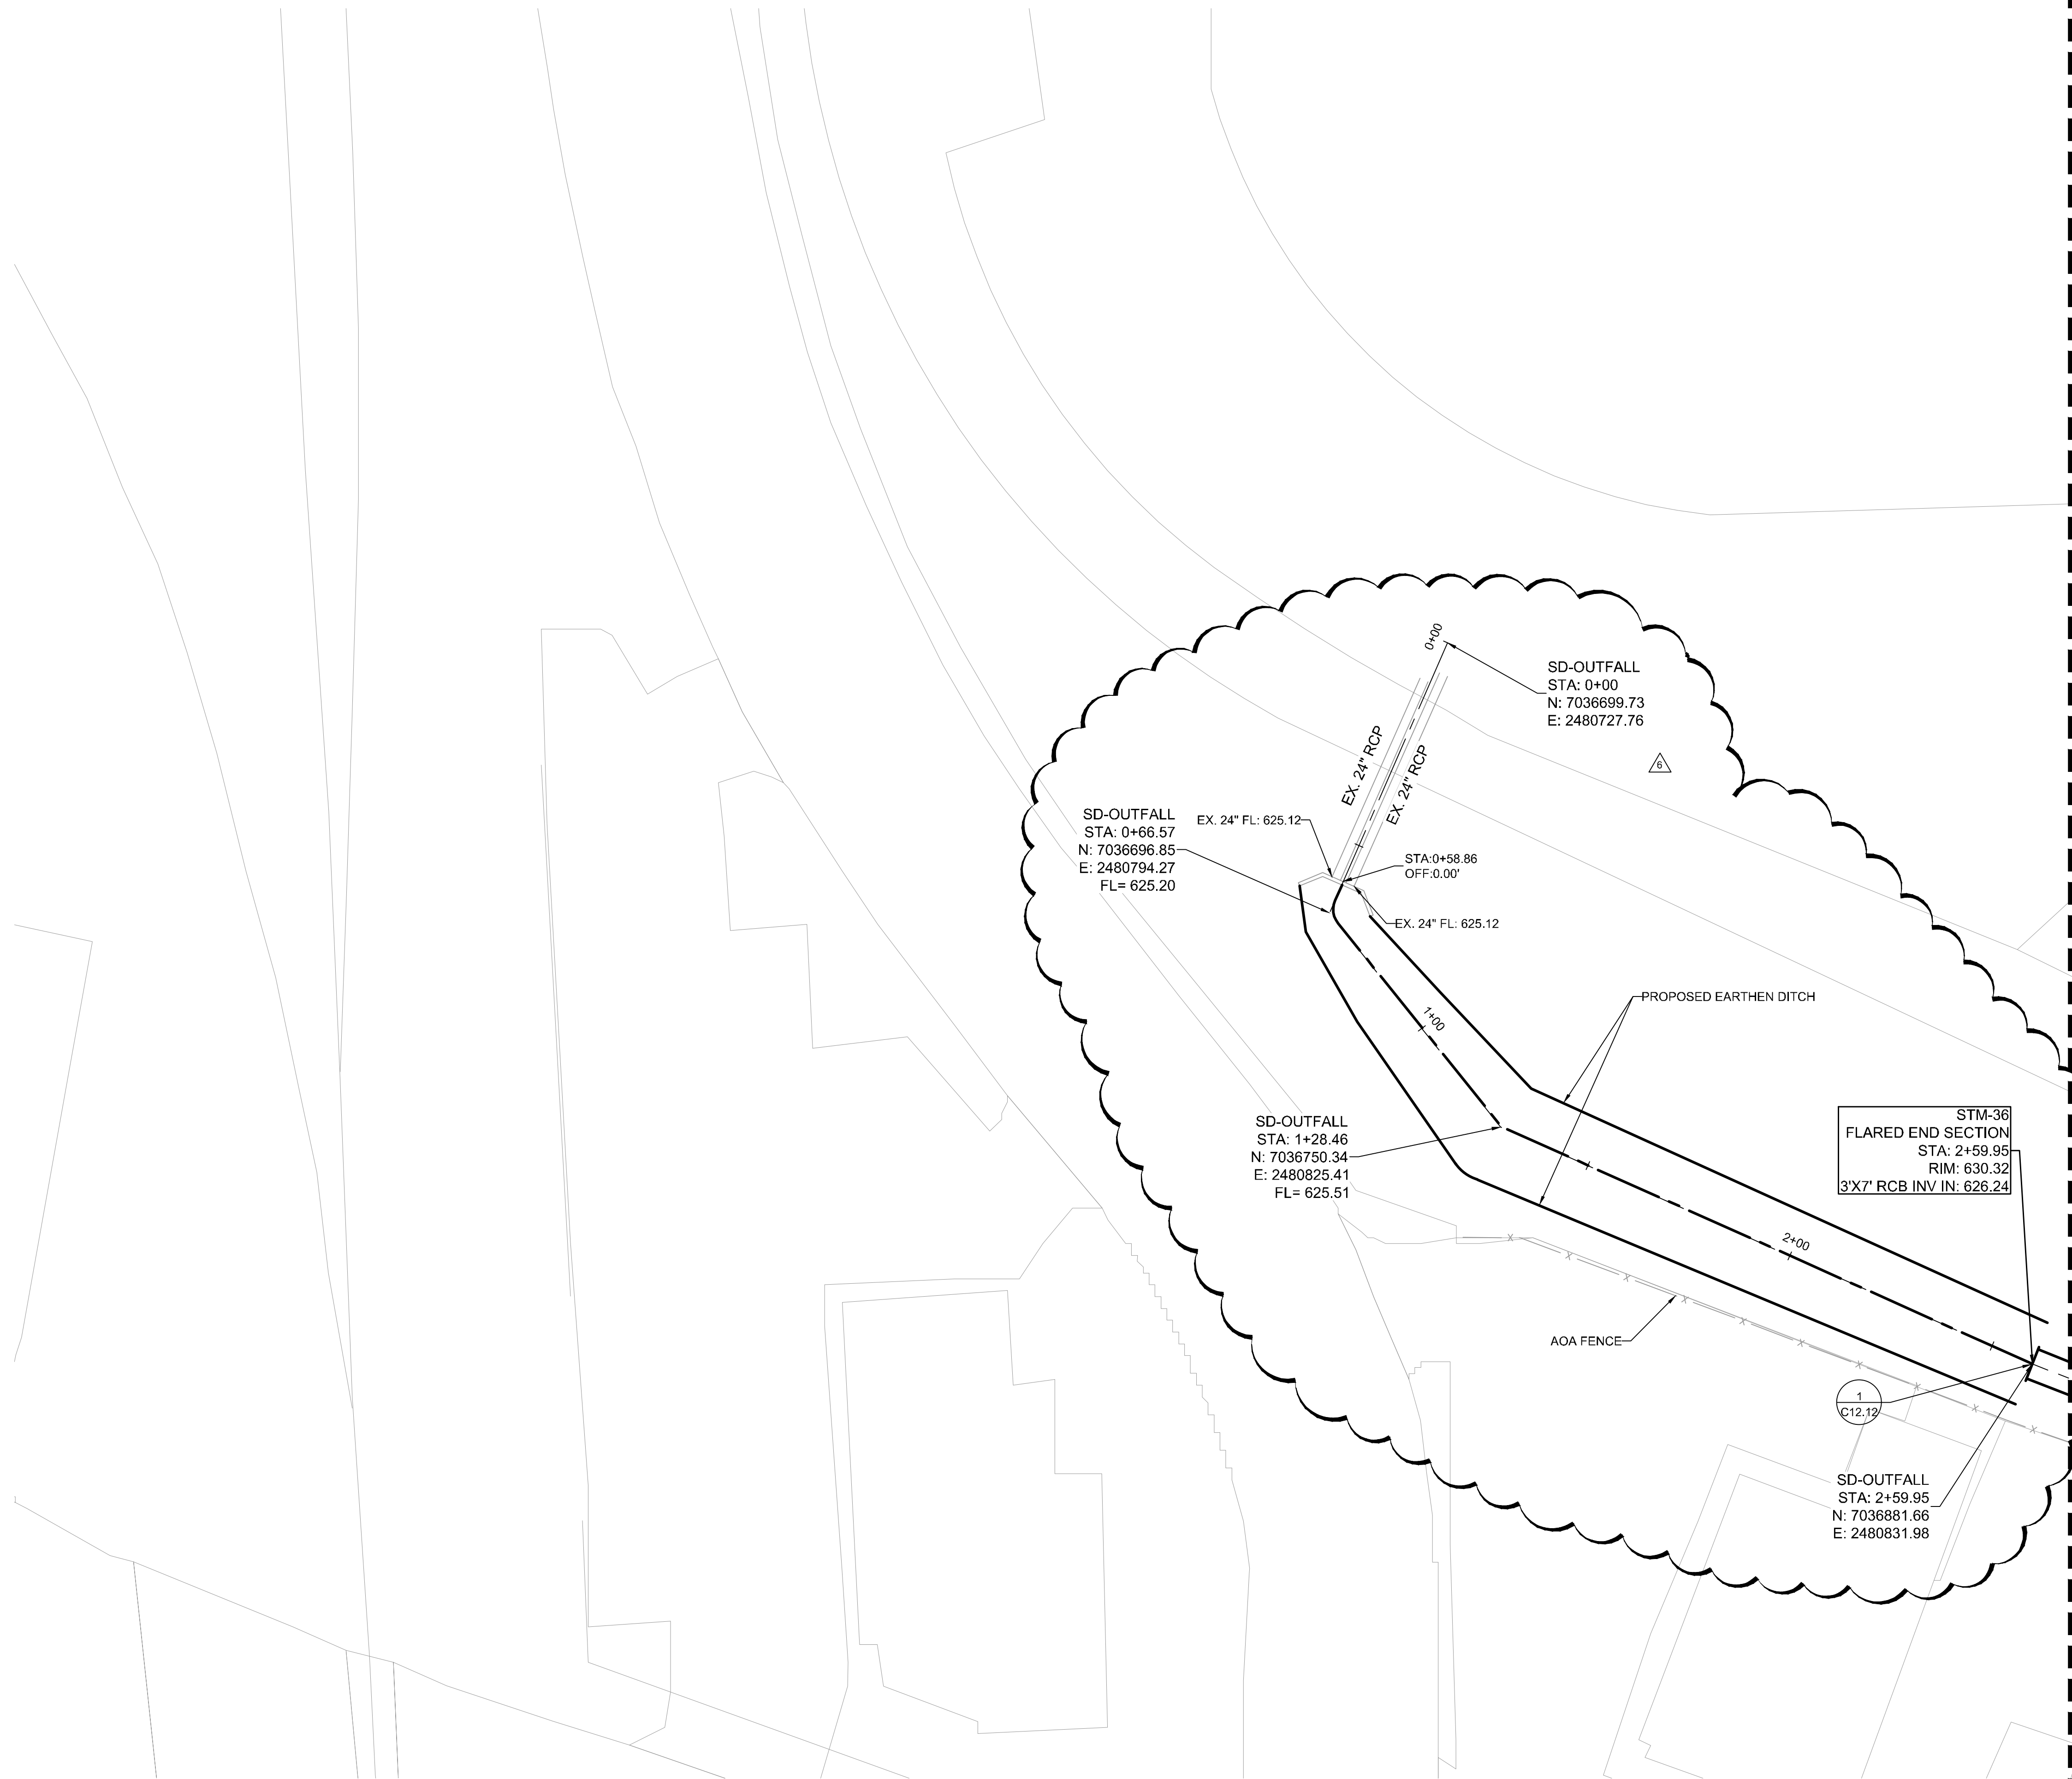 0+00
SD-OUTFALL
STA: 0+00
N: 7036699.73
E: 2480727.76
EX. 24" RCP
EX. 24" RCP
6
SD-OUTFALL
STA: 0+66.57
N: 7036696.85
E: 2480794.27
FL= 625.20
EX. 24" FL: 625.12
STA:0+58.86
OFF:0.00'
EX. 24" FL: 625.12
PROPOSED EARTHEN DITCH
1+00
SD-OUTFALL
STA: 1+28.46
N: 7036750.34
E: 2480825.41
FL= 625.51
STM-36
FLARED END SECTION
STA: 2+59.95
RIM: 630.32
3'X7' RCB INV IN: 626.24
2+00
AOA FENCE
1
C12.12
SD-OUTFALL
STA: 2+59.95
N: 7036881.66
E: 2480831.98